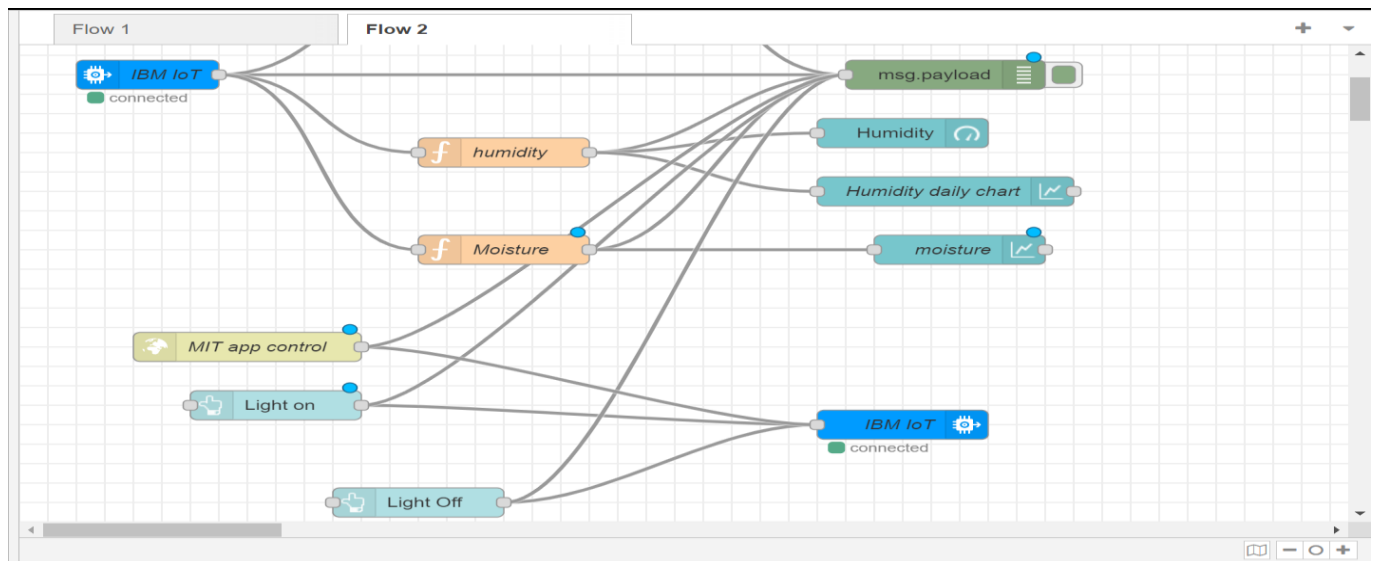 Flow 1
Flow 2
IBM IoT
connected
msg.payload
Humidity
humidity
Humidity daily chart
Moisture
moisture
MIT app control
Light on
IBM IoT
connected
Light Off